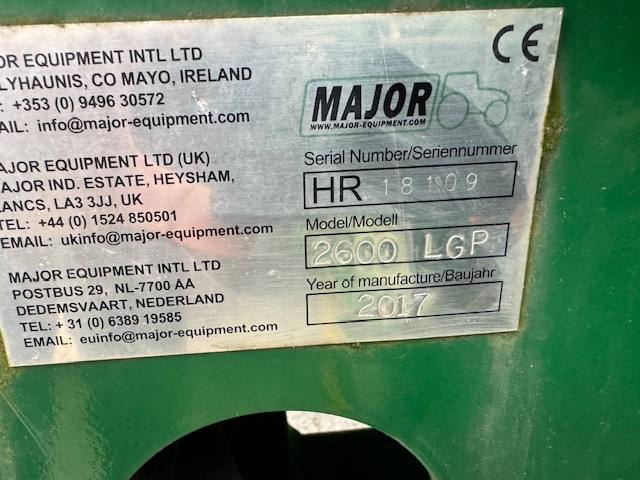 JOR EQUIPMENT INTL LTD
LYHAUNIS, CO MAYO, IRELAND
: +353 (0) 9496 30572
AIL: info@major-equipment.com
AJOR EQUIPMENT LTD (UK)
AJOR IND. ESTATE, HEYSHAM,
ANCS, LA3 3JJ, UK
TEL: +44 (0) 1524 850501
EMAIL: ukinfo@major-equipment.com
MAJOR EQUIPMENT INTL LTD
POSTBUS 29, NL-7700 AA
DEDEMSVAART, NEDERLAND
TEL: + 31 (0) 6389 19585
EMAIL: euinfo@major-equipment.com
CE
MAJOR
WWW.MAJOR-EQUIPMENT.COM
Serial Number/Seriennummer
HR 18109
Model/Modell
2600 LGP
Year of manufacture/Baujahr
2017